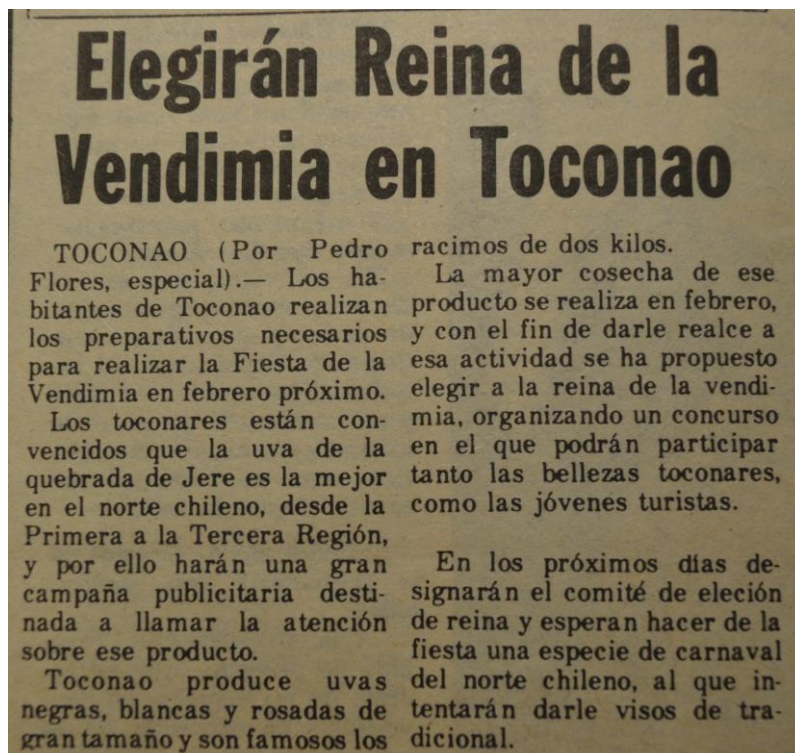 Elegirán Reina de la
Vendimia en Toconao
TOCONAO (Por Pedro
Flores, especial).— Los ha-
bitantes de Toconao realizan
los preparativos necesarios
para realizar la Fiesta de la
Vendimia en febrero próximo.
Los toconares están con-
vencidos que la uva de la
quebrada de Jere es la mejor
en el norte chileno, desde la
Primera a la Tercera Región,
y por ello harán una gran
campaña publicitaria desti-
nada a llamar la atención
sobre ese producto.
Toconao produce uvas
negras, blancas y rosadas de
gran tamaño y son famosos los
racimos de dos kilos.
La mayor cosecha de ese
producto se realiza en febrero,
y con el fin de darle realce a
esa actividad se ha propuesto
elegir a la reina de la vendi-
mia, organizando un concurso
en el que podrán participar
tanto las bellezas toconares,
como las jóvenes turistas.
En los próximos días de-
signarán el comité de eleción
de reina y esperan hacer de la
fiesta una especie de carnaval
del norte chileno, al que in-
tentarán darle visos de tra-
dicional.